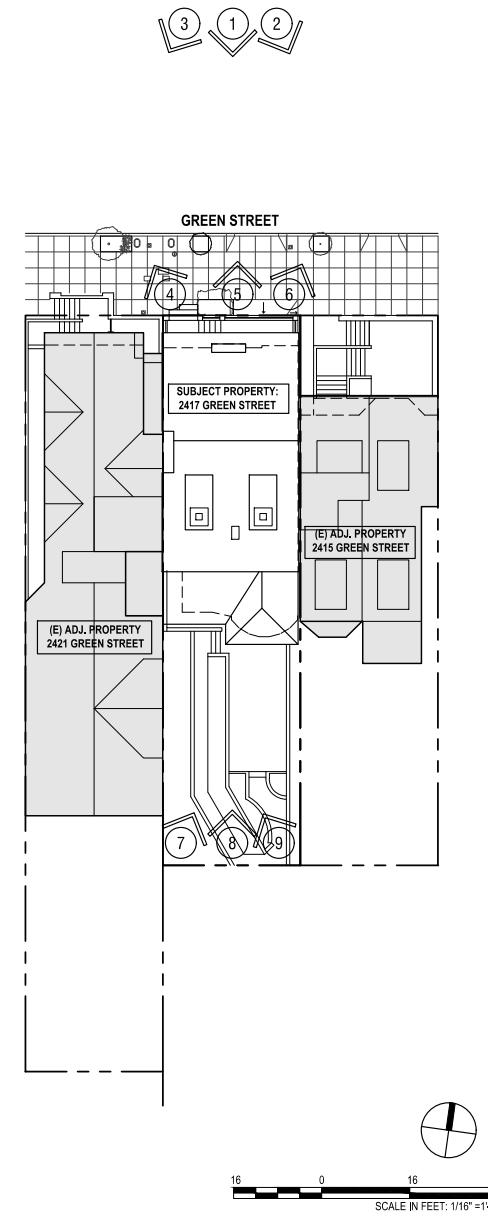 3 1 2
GREEN STREET
4 5 6
SUBJECT PROPERTY:
2417 GREEN STREET
(E) ADJ. PROPERTY
2415 GREEN STREET
(E) ADJ. PROPERTY
2421 GREEN STREET
7 8 9
16 0 16
SCALE IN FEET: 1/16" =1'